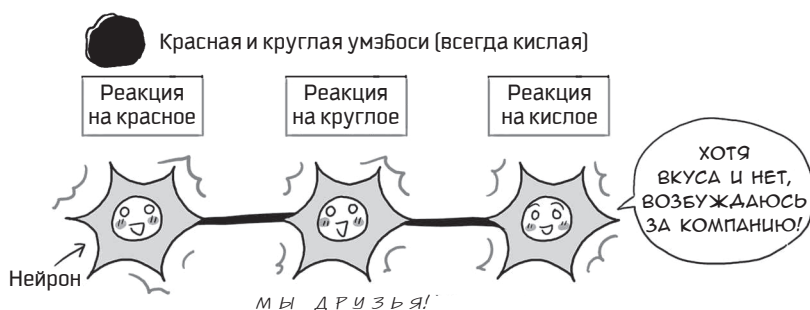 Красная и круглая умэбоси (всегда кислая)
Реакция
на красное
Реакция
на круглое
Реакция
на кислое
ХОТЯ
ВКУСА И НЕТ,
ВОЗБУЖДАЮСЬ
ЗА КОМПАНИЮ!
Нейрон
МЫ ДРУЗЬЯ!